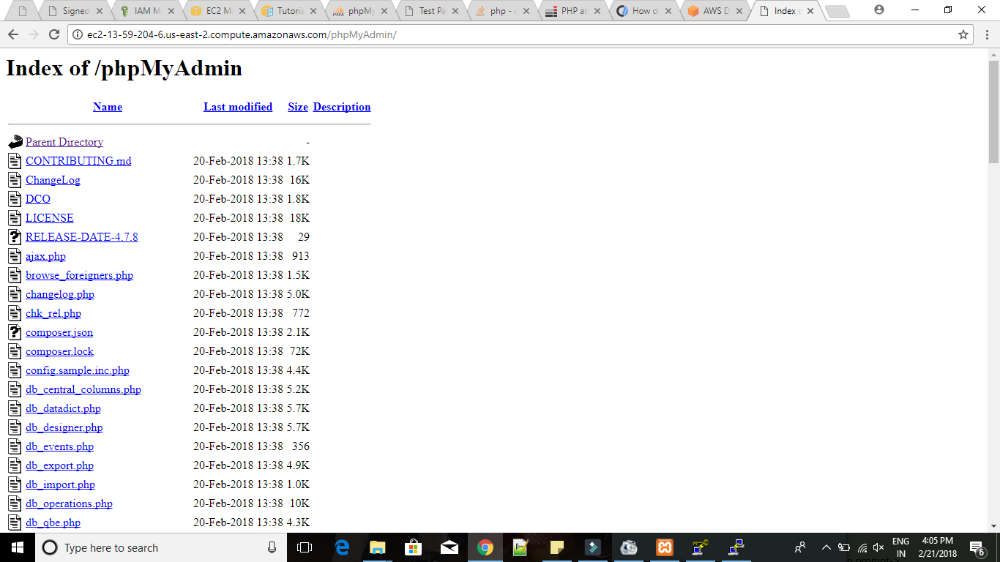 Signed
IAM M
EC2 M
Tutoria
phpMy
Test Pa
php - c
PHP ar
How d
AWS D
Index c
ec2-13-59-204-6.us-east-2.compute.amazonaws.com/phpMyAdmin/
Index of /phpMyAdmin
Name Last modified Size Description
Parent Directory -
CONTRIBUTING.md 20-Feb-2018 13:38 1.7K
ChangeLog 20-Feb-2018 13:38 16K
DCO 20-Feb-2018 13:38 1.8K
LICENSE 20-Feb-2018 13:38 18K
RELEASE-DATE-4.7.8 20-Feb-2018 13:38 29
ajax.php 20-Feb-2018 13:38 913
browse_foreigners.php 20-Feb-2018 13:38 1.5K
changelog.php 20-Feb-2018 13:38 5.0K
chk_rel.php 20-Feb-2018 13:38 772
composer.json 20-Feb-2018 13:38 2.1K
composer.lock 20-Feb-2018 13:38 72K
config.sample.inc.php 20-Feb-2018 13:38 4.4K
db_central_columns.php 20-Feb-2018 13:38 5.2K
db_datadict.php 20-Feb-2018 13:38 5.7K
db_designer.php 20-Feb-2018 13:38 5.7K
db_events.php 20-Feb-2018 13:38 356
db_export.php 20-Feb-2018 13:38 4.9K
db_import.php 20-Feb-2018 13:38 1.0K
db_operations.php 20-Feb-2018 13:38 10K
db_qbe.php 20-Feb-2018 13:38 4.3K
Type here to search
ENG
IN
4:05 PM
2/21/2018
6